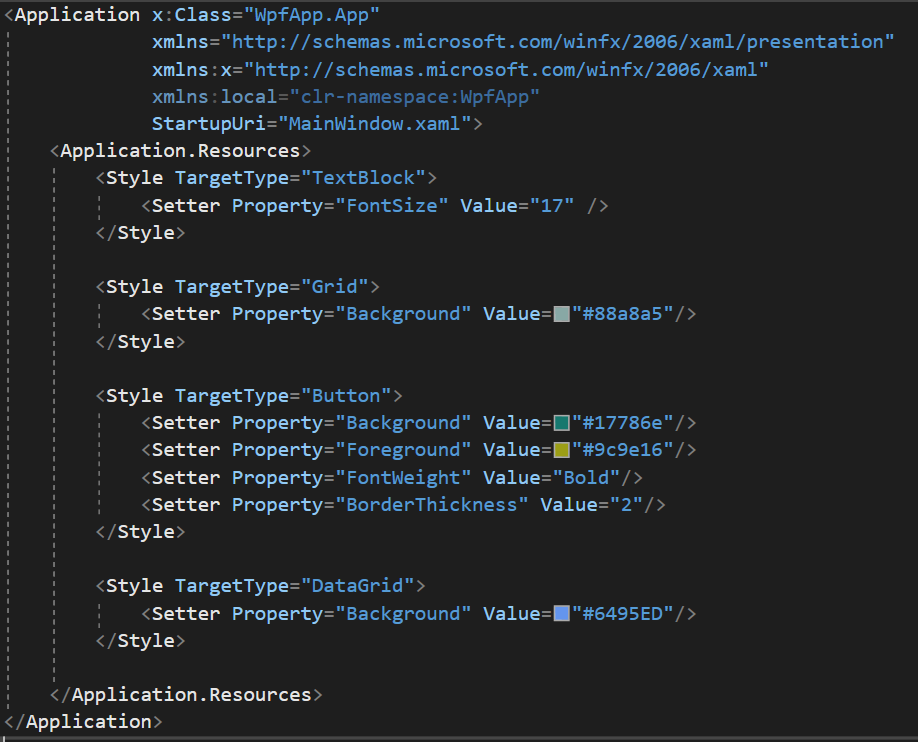 <Application x:Class="WpfApp.App"
xmlns="http://schemas.microsoft.com/winfx/2006/xaml/presentation"
xmlns:x="http://schemas.microsoft.com/winfx/2006/xaml"
xmlns:local="clr-namespace:WpfApp"
StartupUri="MainWindow.xaml">
<Application.Resources>
<Style TargetType="TextBlock">
<Setter Property="FontSize" Value="17" />
</Style>
<Style TargetType="Grid">
<Setter Property="Background" Value="#88a8a5"/>
</Style>
<Style TargetType="Button">
<Setter Property="Background" Value="#17786e"/>
<Setter Property="Foreground" Value="#9c9e16"/>
<Setter Property="FontWeight" Value="Bold"/>
<Setter Property="BorderThickness" Value="2"/>
</Style>
<Style TargetType="DataGrid">
<Setter Property="Background" Value="#6495ED"/>
</Style>
</Application.Resources>
</Application>